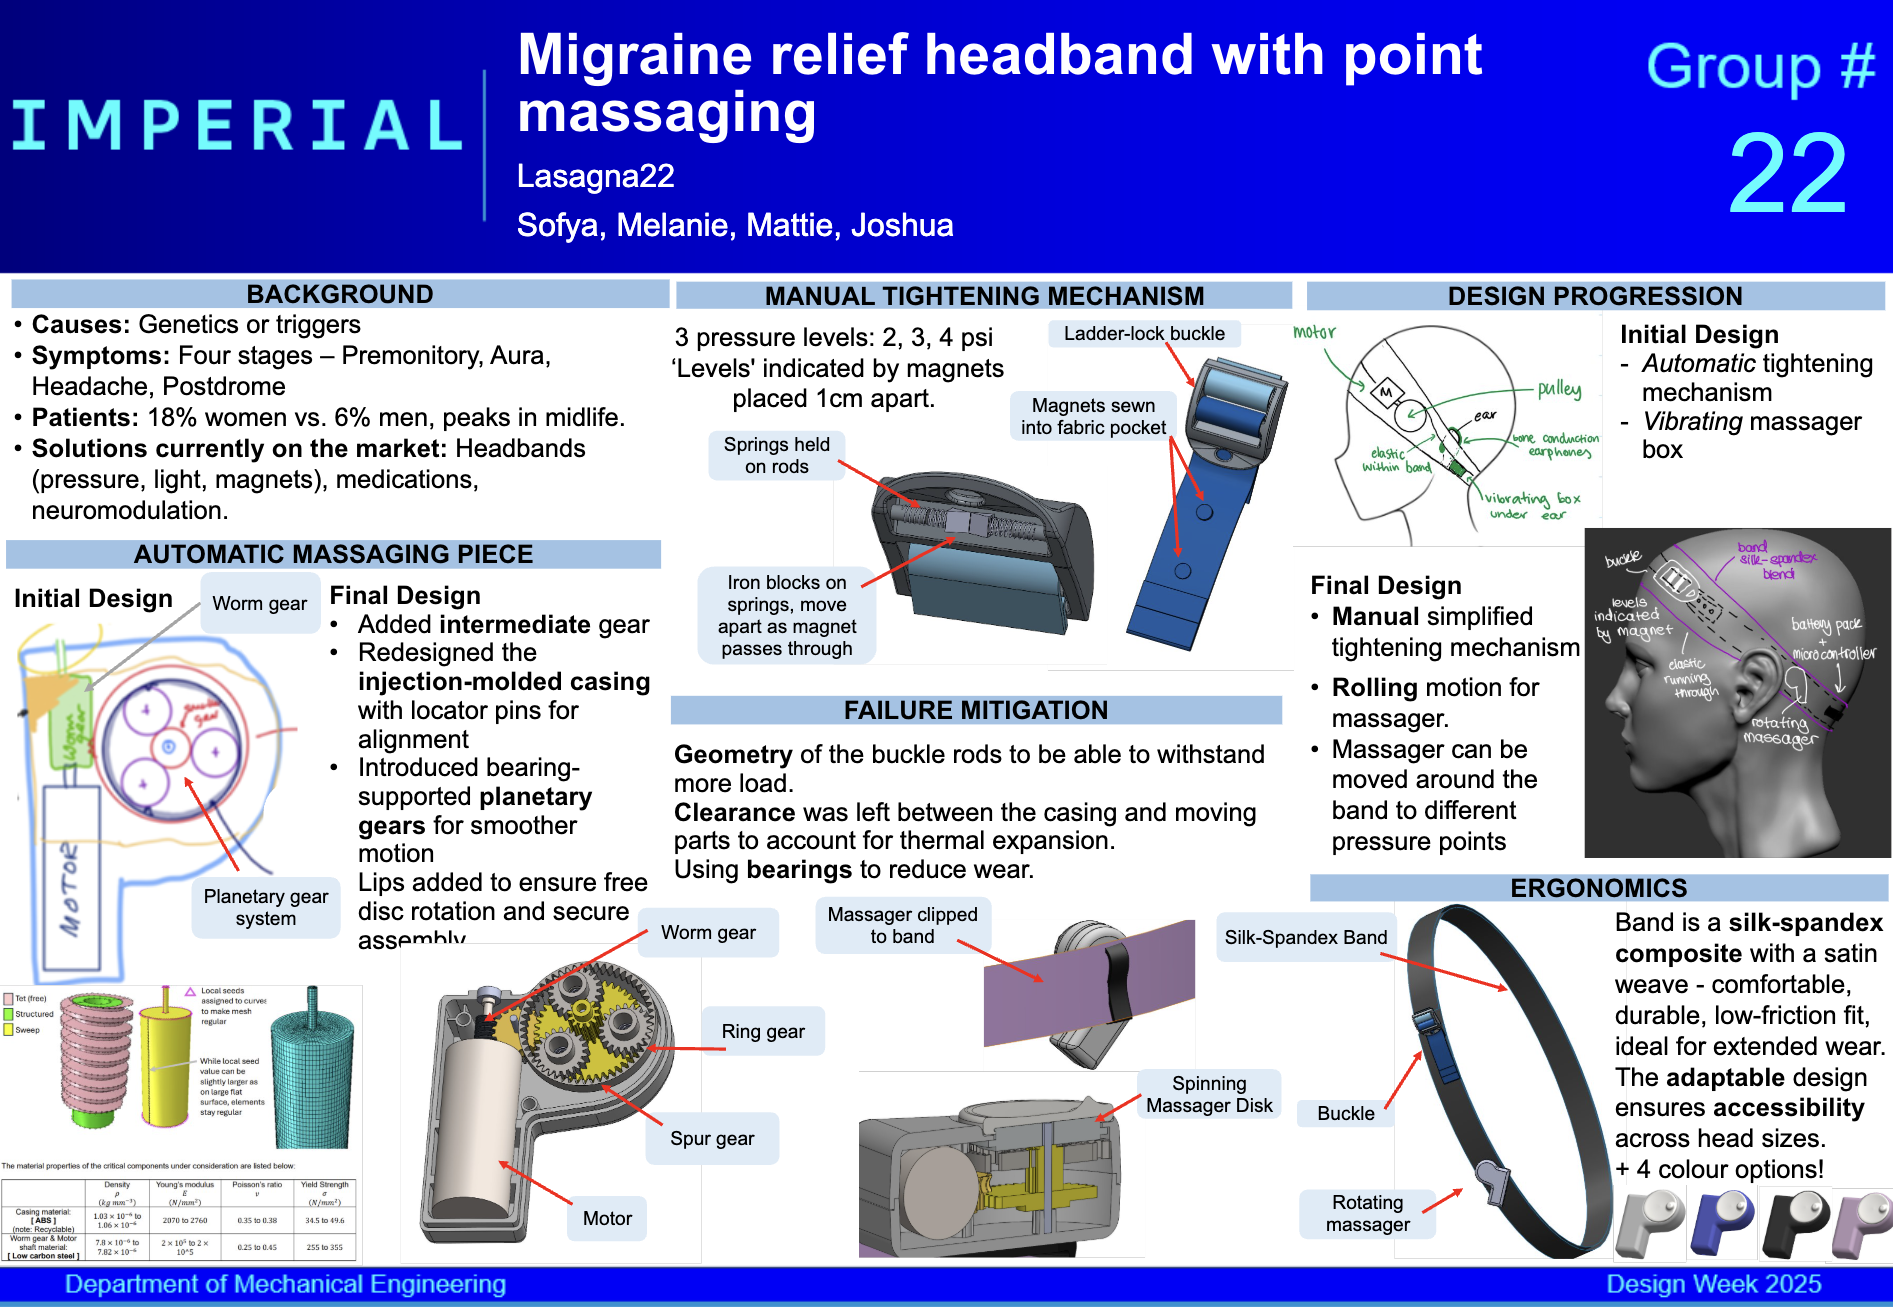 IMPERIAL
Migraine relief headband with point
massaging
Lasagna22
Sofya, Melanie, Mattie, Joshua
Group #
22
BACKGROUND
• Causes: Genetics or triggers
• Symptoms: Four stages – Premonitory, Aura,
Headache, Postdrome
• Patients: 18% women vs. 6% men, peaks in midlife.
• Solutions currently on the market: Headbands
(pressure, light, magnets), medications,
neuromodulation.
AUTOMATIC MASSAGING PIECE
Initial Design
Worm gear
worm
gear
MOTOR
Planetary gear
system
Final Design
• Added intermediate gear
• Redesigned the
injection-molded casing
with locator pins for
alignment
• Introduced bearing-
supported planetary
gears for smoother
motion
Lips added to ensure free
disc rotation and secure
assembly
Tet (free)
Structured
Sweep
Local seeds
assigned to curves
to make mesh
regular
While local seed
value can be
slightly larger as
on large flat
surface, elements
stay regular
The material properties of the critical components under consideration are listed below:
Density Young's modulus Poisson's ratio Yield Strength
ρ E ν σ
(kg mm⁻³) (N/mm²) (N/mm²)
Casing material:
[ ABS ]
(note: Recyclable)
1.03 × 10⁻⁶ to
1.06 × 10⁻⁶
2070 to 2760
0.35 to 0.38
34.5 to 49.6
Worm gear & Motor
shaft material:
[ Low carbon steel ]
7.8 × 10⁻⁶ to
7.82 × 10⁻⁶
2 × 10⁵ to 2 ×
10^5
0.25 to 0.45
255 to 355
Worm gear
Ring gear
Spur gear
Motor
MANUAL TIGHTENING MECHANISM
3 pressure levels: 2, 3, 4 psi
‘Levels' indicated by magnets
placed 1cm apart.
Ladder-lock buckle
Magnets sewn
into fabric pocket
Springs held
on rods
Iron blocks on
springs, move
apart as magnet
passes through
FAILURE MITIGATION
Geometry of the buckle rods to be able to withstand
more load.
Clearance was left between the casing and moving
parts to account for thermal expansion.
Using bearings to reduce wear.
Massager clipped
to band
Spinning
Massager Disk
DESIGN PROGRESSION
motor
M
pulley
ear
bone conduction
earphones
elastic
within band
vibrating box
under ear
Initial Design
- Automatic tightening
mechanism
- Vibrating massager
box
Final Design
• Manual simplified
tightening mechanism
• Rolling motion for
massager.
• Massager can be
moved around the
band to different
pressure points
buckle
band
silk-spandex
blend
levels
indicated
by magnet
elastic
running
through
battery pack
+
microcontroller
rotating
massager
ERGONOMICS
Silk-Spandex Band
Buckle
Rotating
massager
Band is a silk-spandex
composite with a satin
weave - comfortable,
durable, low-friction fit,
ideal for extended wear.
The adaptable design
ensures accessibility
across head sizes.
+ 4 colour options!
Department of Mechanical Engineering
Design Week 2025